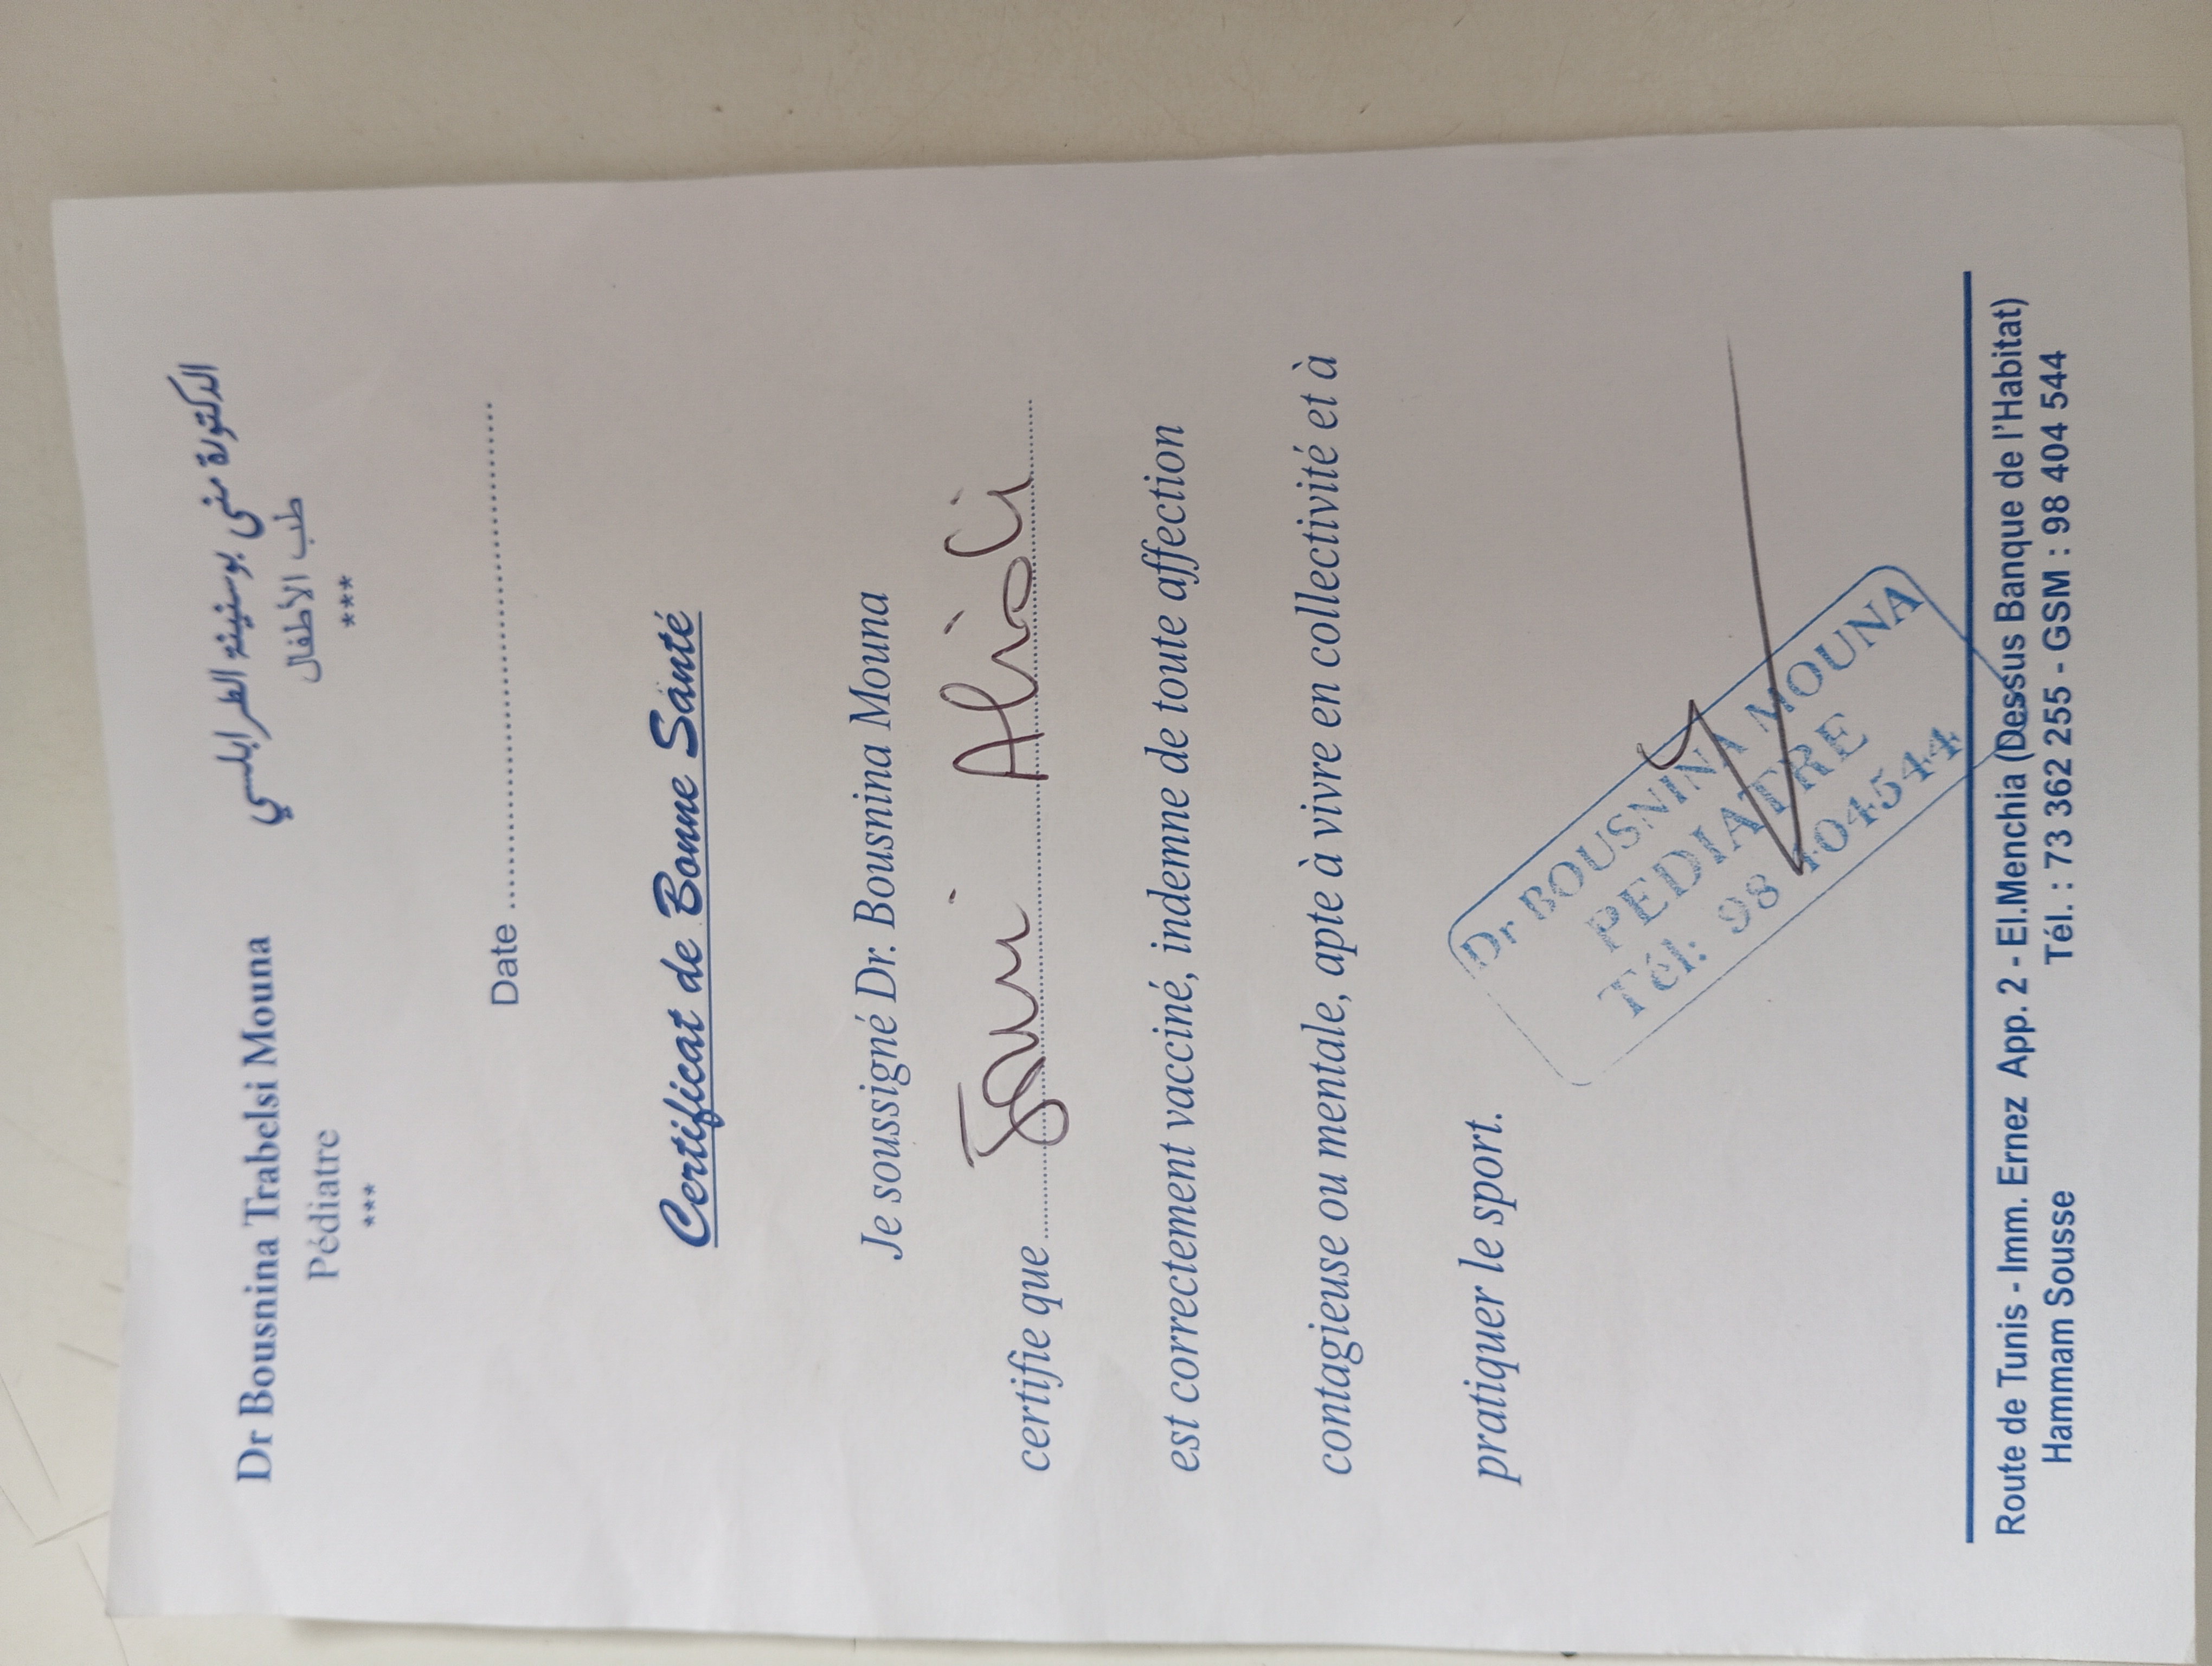 Dr Bousnina Trabelsi Mouna
Pédiatre
***
الدكتورة منى بوسنينة الطرابلسي
طب الأطفال
***
Date ..............................................
Certificat de Bonne Santé
Je soussigné Dr. Bousnina Mouna
certifie que
est correctement vacciné, indemne de toute affection
contagieuse ou mentale, apte à vivre en collectivité et à
pratiquer le sport.
Dr BOUSNINA MOUNA
PEDIATRE
Tél: 98 404544
Route de Tunis - Imm. Ernez App. 2 - El.Menchia (Dessus Banque de l'Habitat)
Hammam Sousse Tél. : 73 362 255 - GSM : 98 404 544